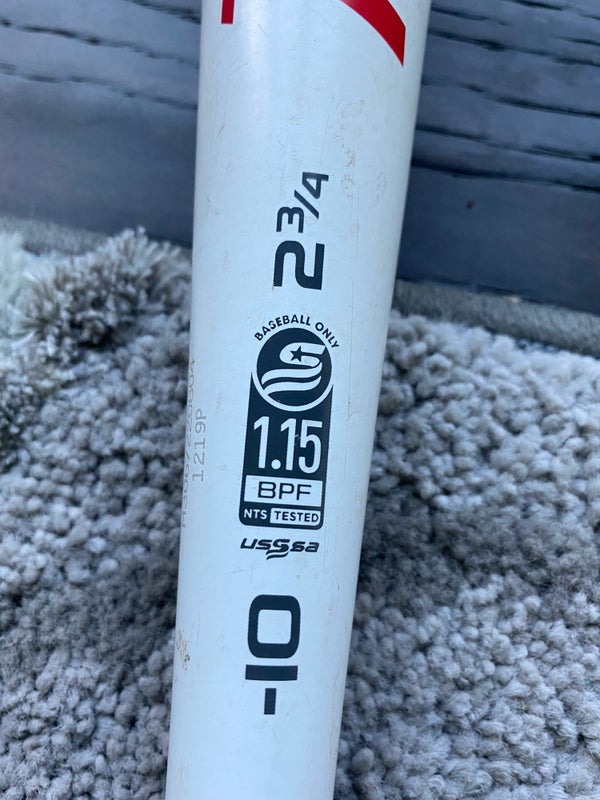 2 3/4
BASEBALL ONLY
S
1.15
BPF
NTS TESTED
usssa
-10
1219P